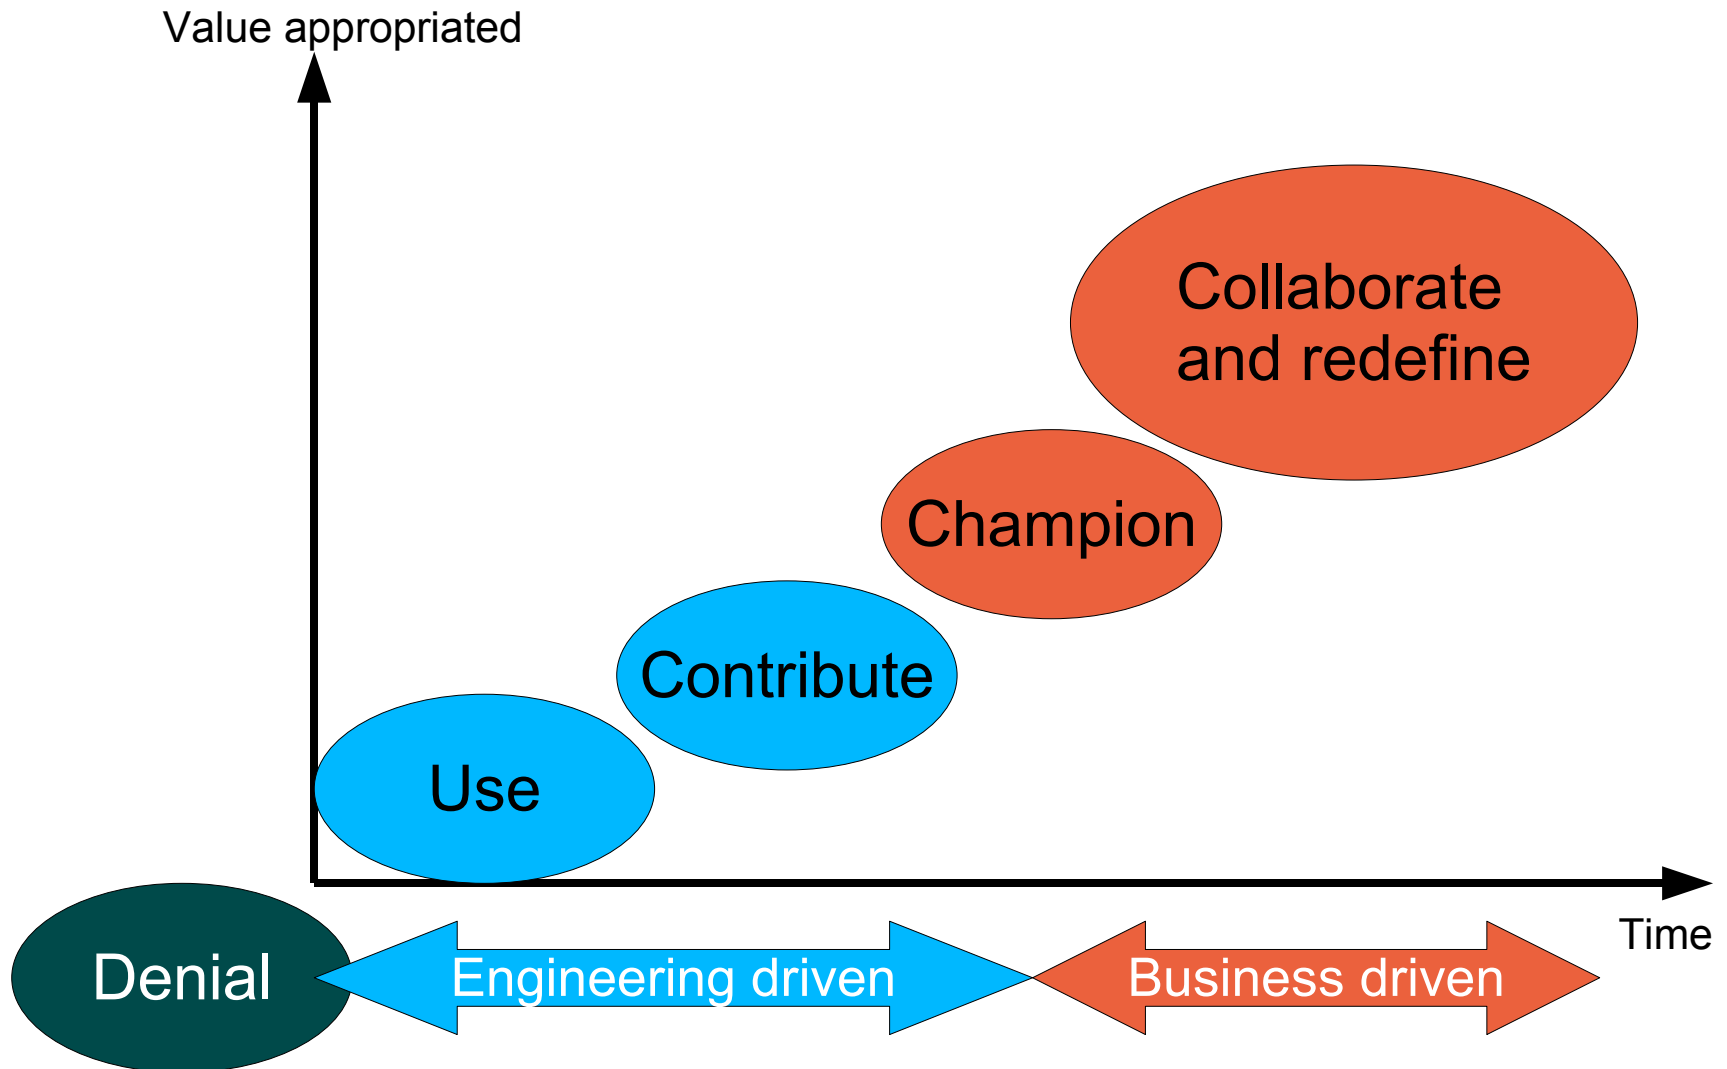 Value appropriated
Collaborate
and redefine
Champion
Contribute
Use
Time
Denial
Engineering driven
Business driven